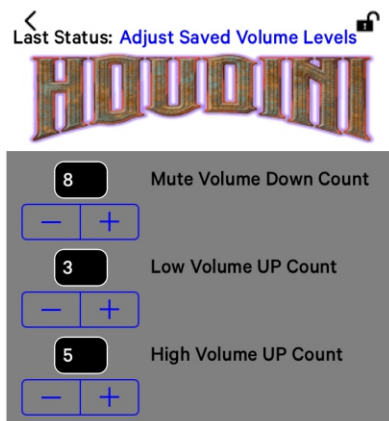 Last Status: Adjust Saved Volume Levels
HOUDINI
8 Mute Volume Down Count
− +
3 Low Volume UP Count
− +
5 High Volume UP Count
− +